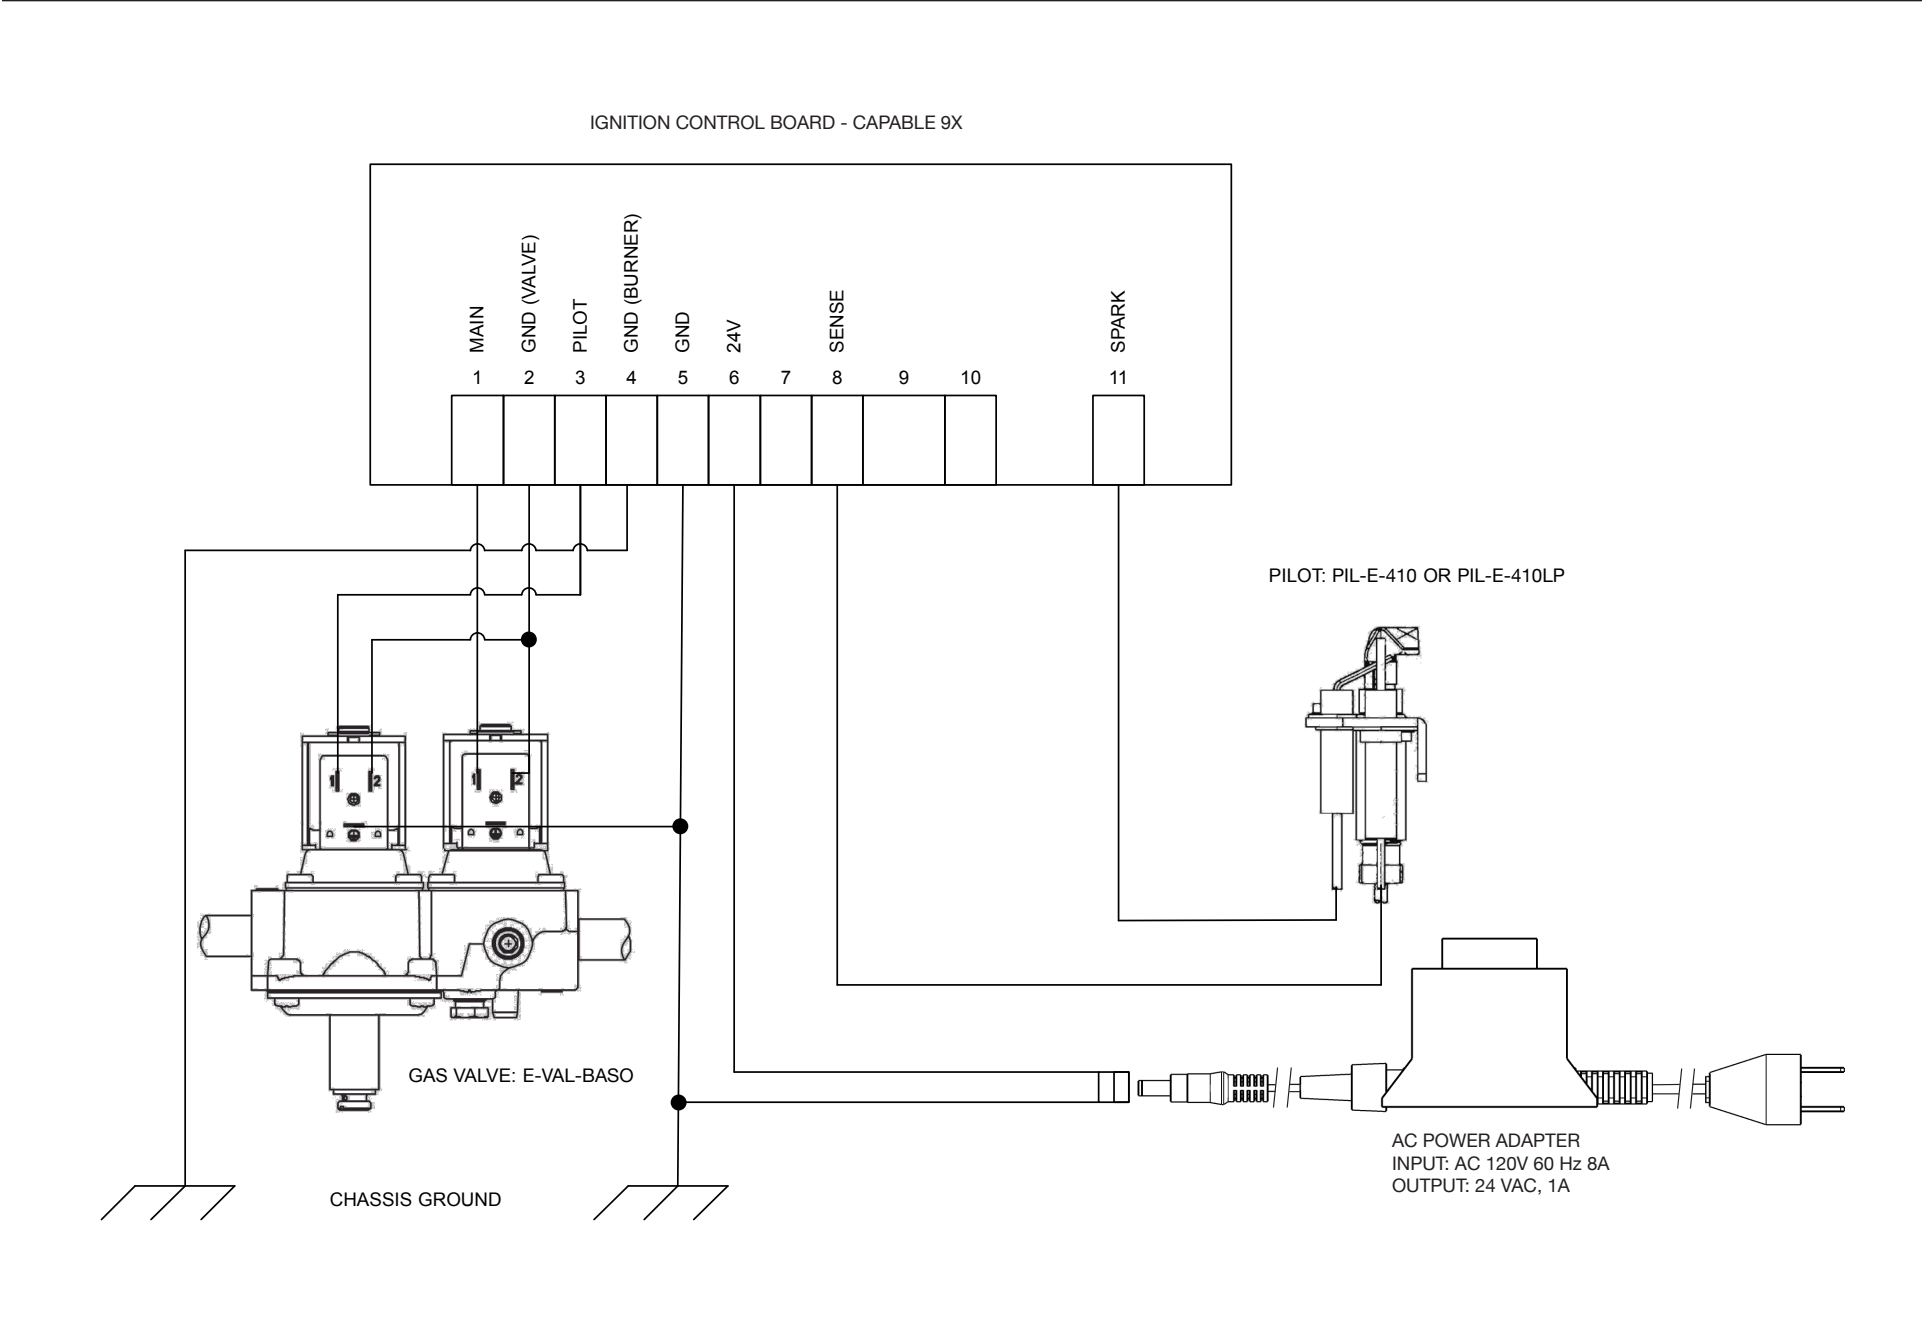 IGNITION CONTROL BOARD - CAPABLE 9X
MAIN
GND (VALVE)
PILOT
GND (BURNER)
GND
24V
SENSE
SPARK
1 2 3 4 5 6 7 8 9 10 11
PILOT: PIL-E-410 OR PIL-E-410LP
1 2 1 2
GAS VALVE: E-VAL-BASO
AC POWER ADAPTER
INPUT: AC 120V 60 Hz 8A
OUTPUT: 24 VAC, 1A
CHASSIS GROUND